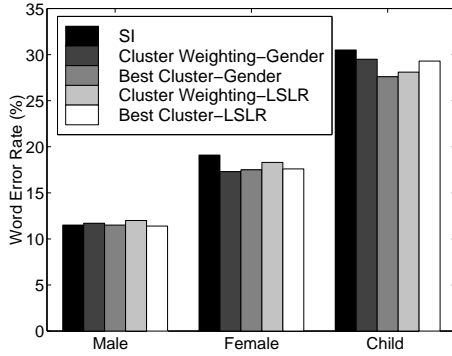 35
30
25
20
15
10
5
0
Word Error Rate (%)
SI
Cluster Weighting−Gender
Best Cluster−Gender
Cluster Weighting−LSLR
Best Cluster−LSLR
Male Female Child